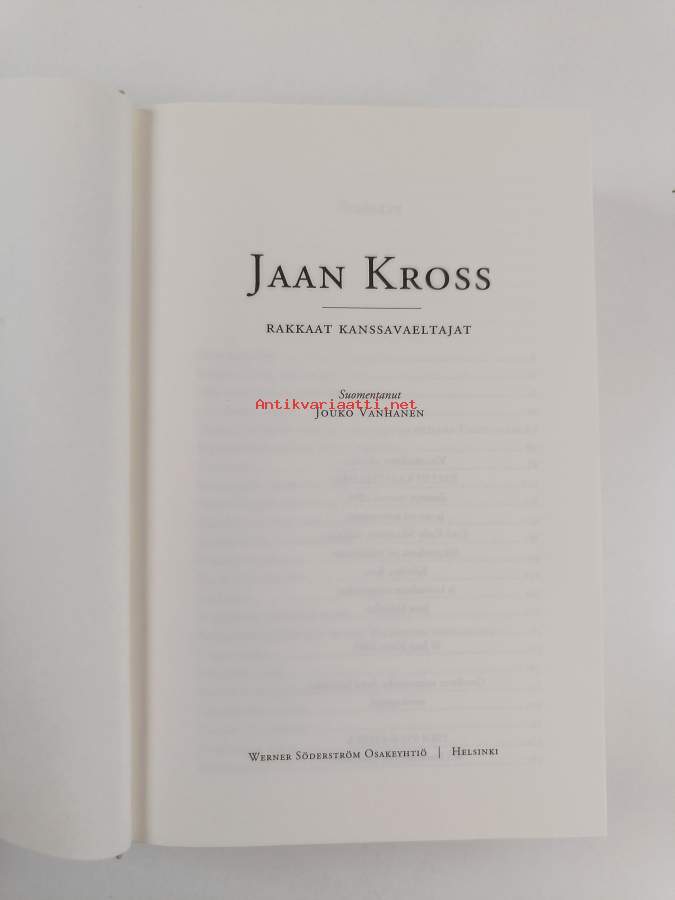 JAAN KROSS
RAKKAAT KANSSAVAELTAJAT
Suomentanut
Antikvariaatti.net
JOUKO VANHANEN
WERNER SÖDERSTRÖM OSAKEYHTIÖ | HELSINKI